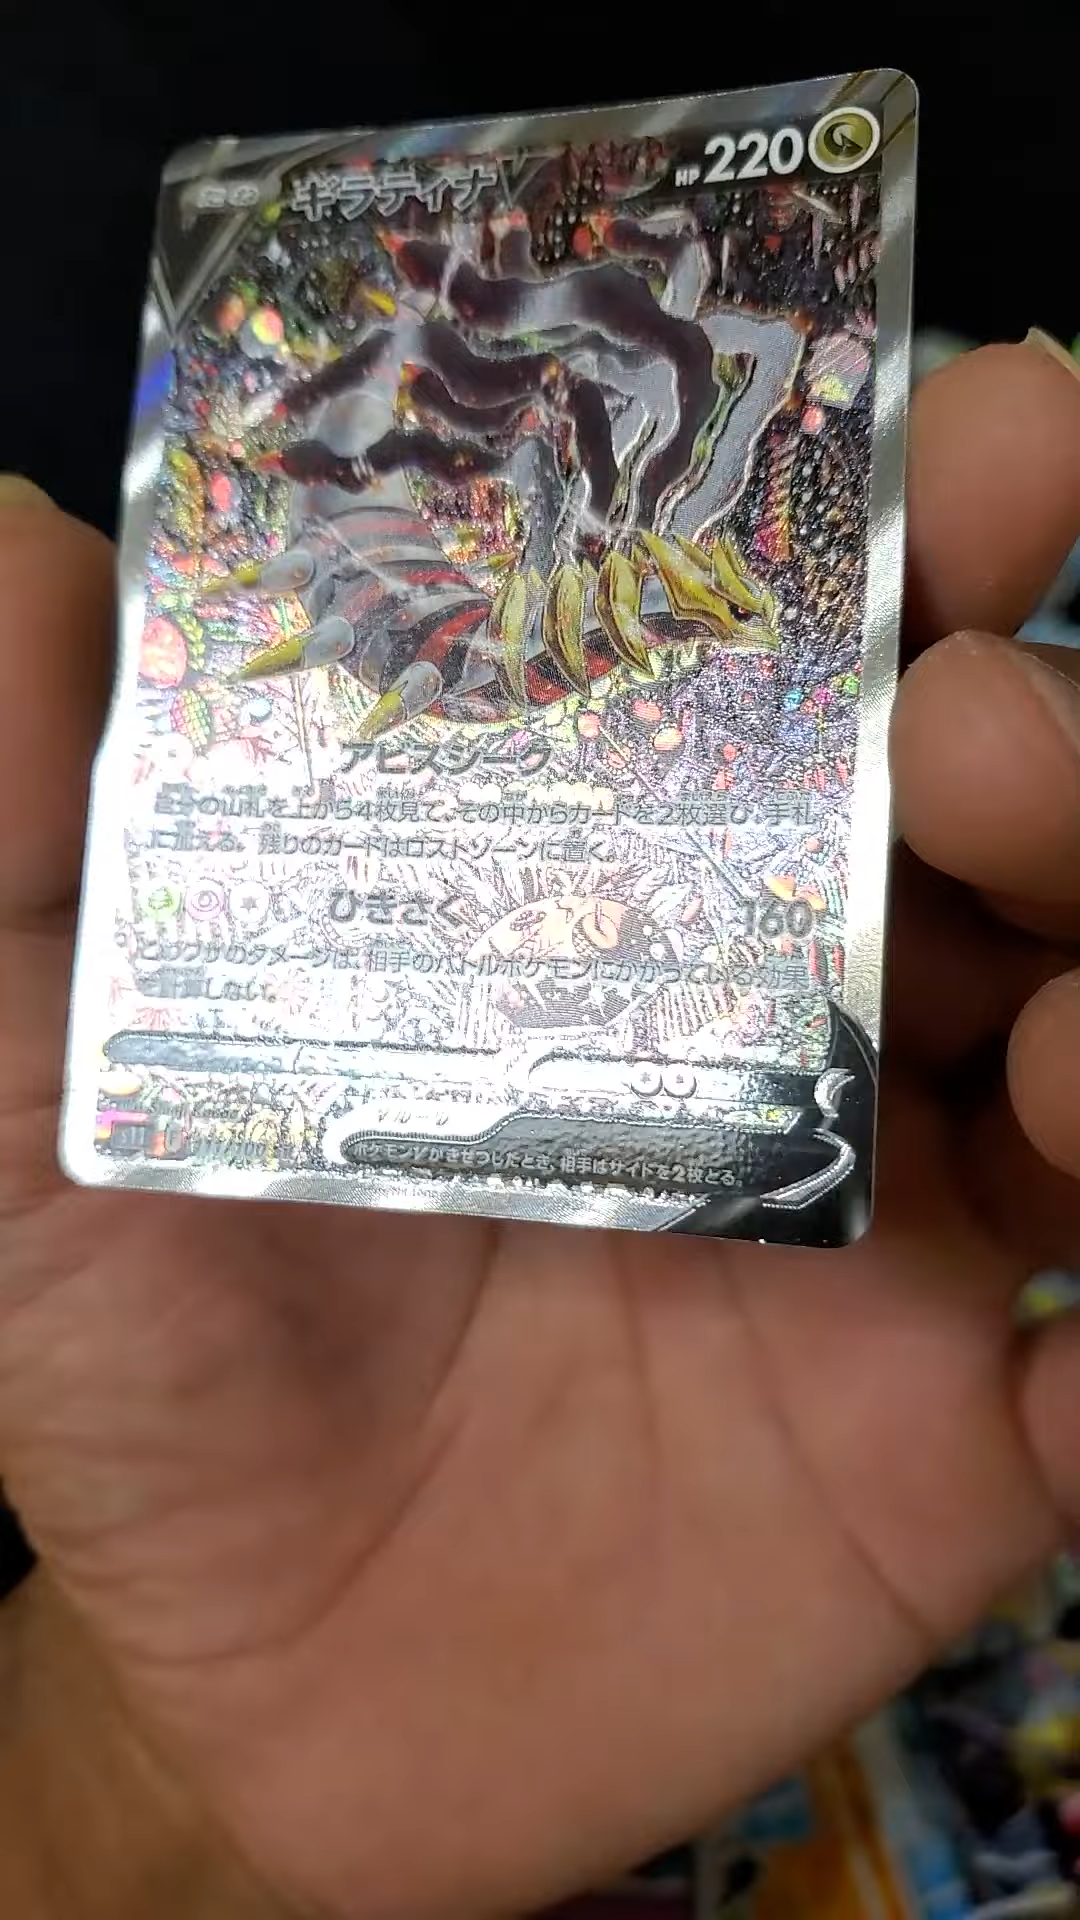 たね ギラティナV HP220
アビスシーク
自分の山札を上から4枚見て、その中からカードを2枚選び、手札
に加える。残りのカードはロストゾーンに置く。
ひきさく 160
このワザのダメージは、相手のバトルポケモンにかかっている効果
を計算しない。
Vルール
ポケモンVがきぜつしたとき、相手はサイドを2枚とる。